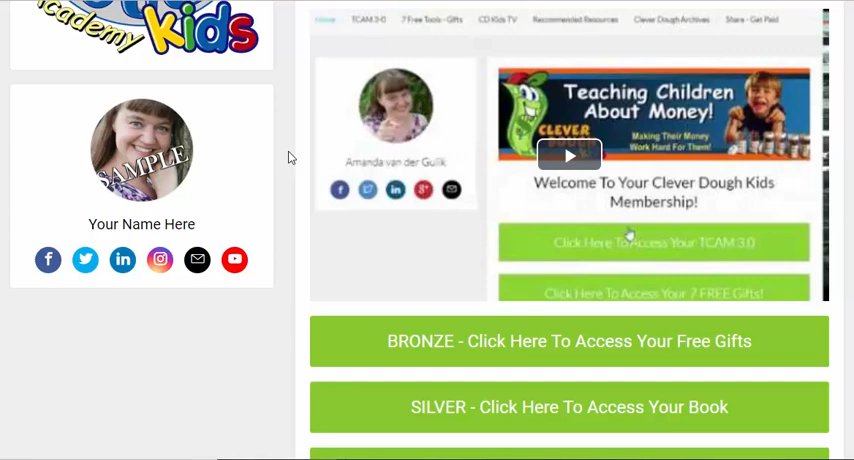 academy kids
SAMPLE
Your Name Here
Home TCAM 3.0 7 Free Tools - Gifts CD Kids TV Recommended Resources Clever Dough Archives Share - Get Paid
Amanda van der Gulik
CLEVER
DOUGH
Teaching Children
About Money!
Making Their Money
Work Hard For Them!
Welcome To Your Clever Dough Kids
Membership!
Click Here To Access Your TCAM 3.0
Click Here To Access Your 7 FREE Gifts!
BRONZE - Click Here To Access Your Free Gifts
SILVER - Click Here To Access Your Book